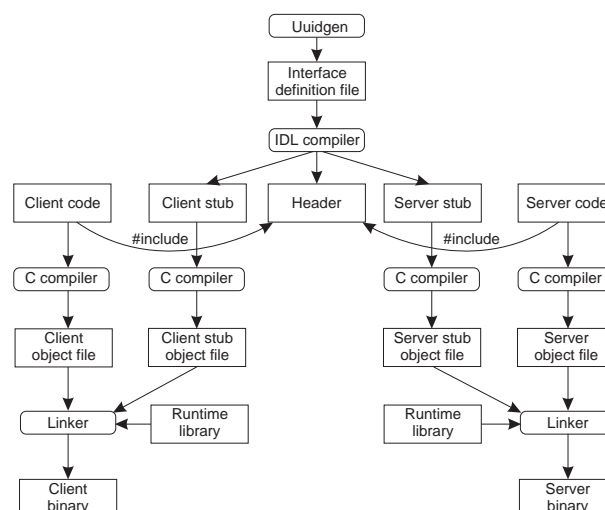 Uuidgen
Interface
definition file
IDL compiler
Client code
Client stub
Header
Server stub
Server code
#include
#include
C compiler
C compiler
C compiler
C compiler
Client
object file
Client stub
object file
Server stub
object file
Server
object file
Linker
Runtime
library
Runtime
library
Linker
Client
binary
Server
binary